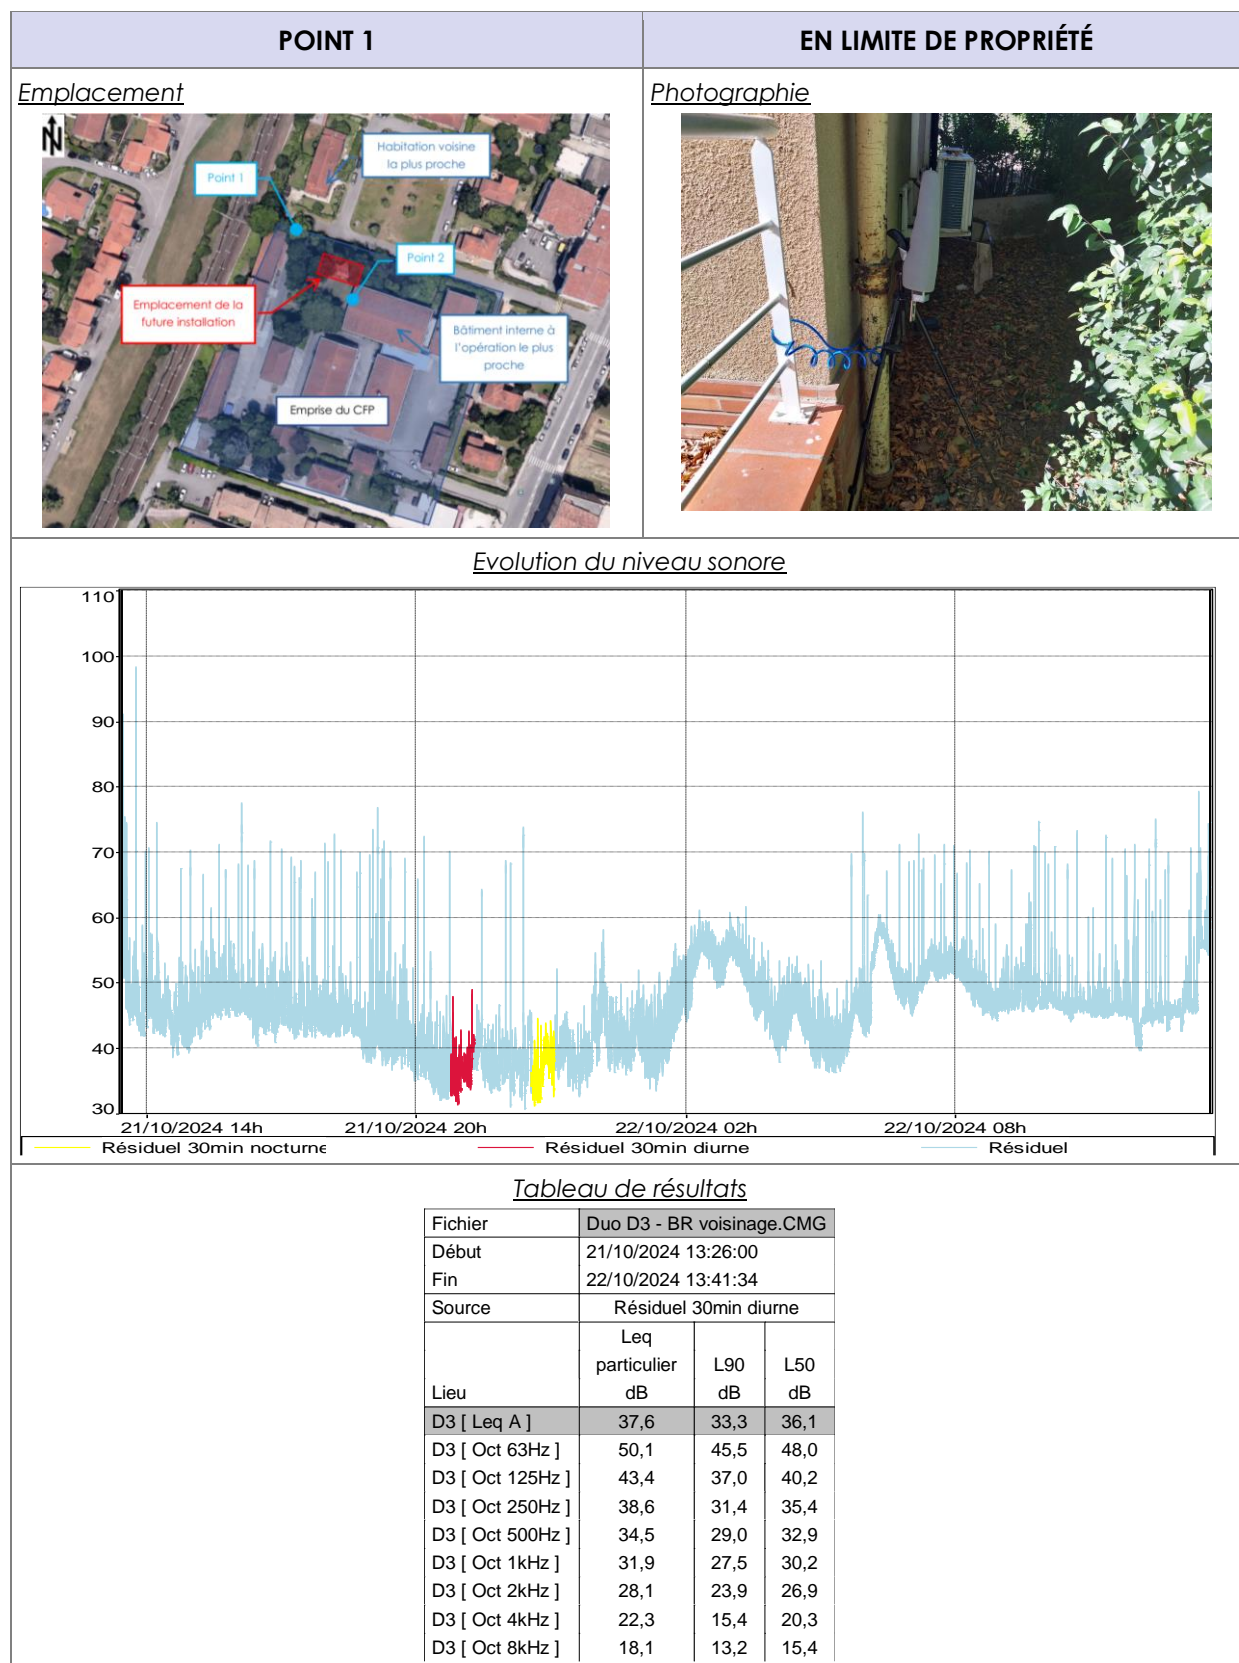 POINT 1
EN LIMITE DE PROPRIÉTÉ
Emplacement
Photographie
N
Habitation voisine
la plus proche
Point 1
Point 2
Emplacement de la
future installation
Bâtiment interne à
l'opération le plus
proche
Emprise du CFP
Evolution du niveau sonore
110
100
90
80
70
60
50
40
30
21/10/2024 14h
21/10/2024 20h
22/10/2024 02h
22/10/2024 08h
Résiduel 30min nocturne
Résiduel 30min diurne
Résiduel
Tableau de résultats
Fichier Duo D3 - BR voisinage.CMG
Début 21/10/2024 13:26:00
Fin 22/10/2024 13:41:34
Source Résiduel 30min diurne
Leq
particulier L90 L50
Lieu dB dB dB
D3 [ Leq A ] 37,6 33,3 36,1
D3 [ Oct 63Hz ] 50,1 45,5 48,0
D3 [ Oct 125Hz ] 43,4 37,0 40,2
D3 [ Oct 250Hz ] 38,6 31,4 35,4
D3 [ Oct 500Hz ] 34,5 29,0 32,9
D3 [ Oct 1kHz ] 31,9 27,5 30,2
D3 [ Oct 2kHz ] 28,1 23,9 26,9
D3 [ Oct 4kHz ] 22,3 15,4 20,3
D3 [ Oct 8kHz ] 18,1 13,2 15,4